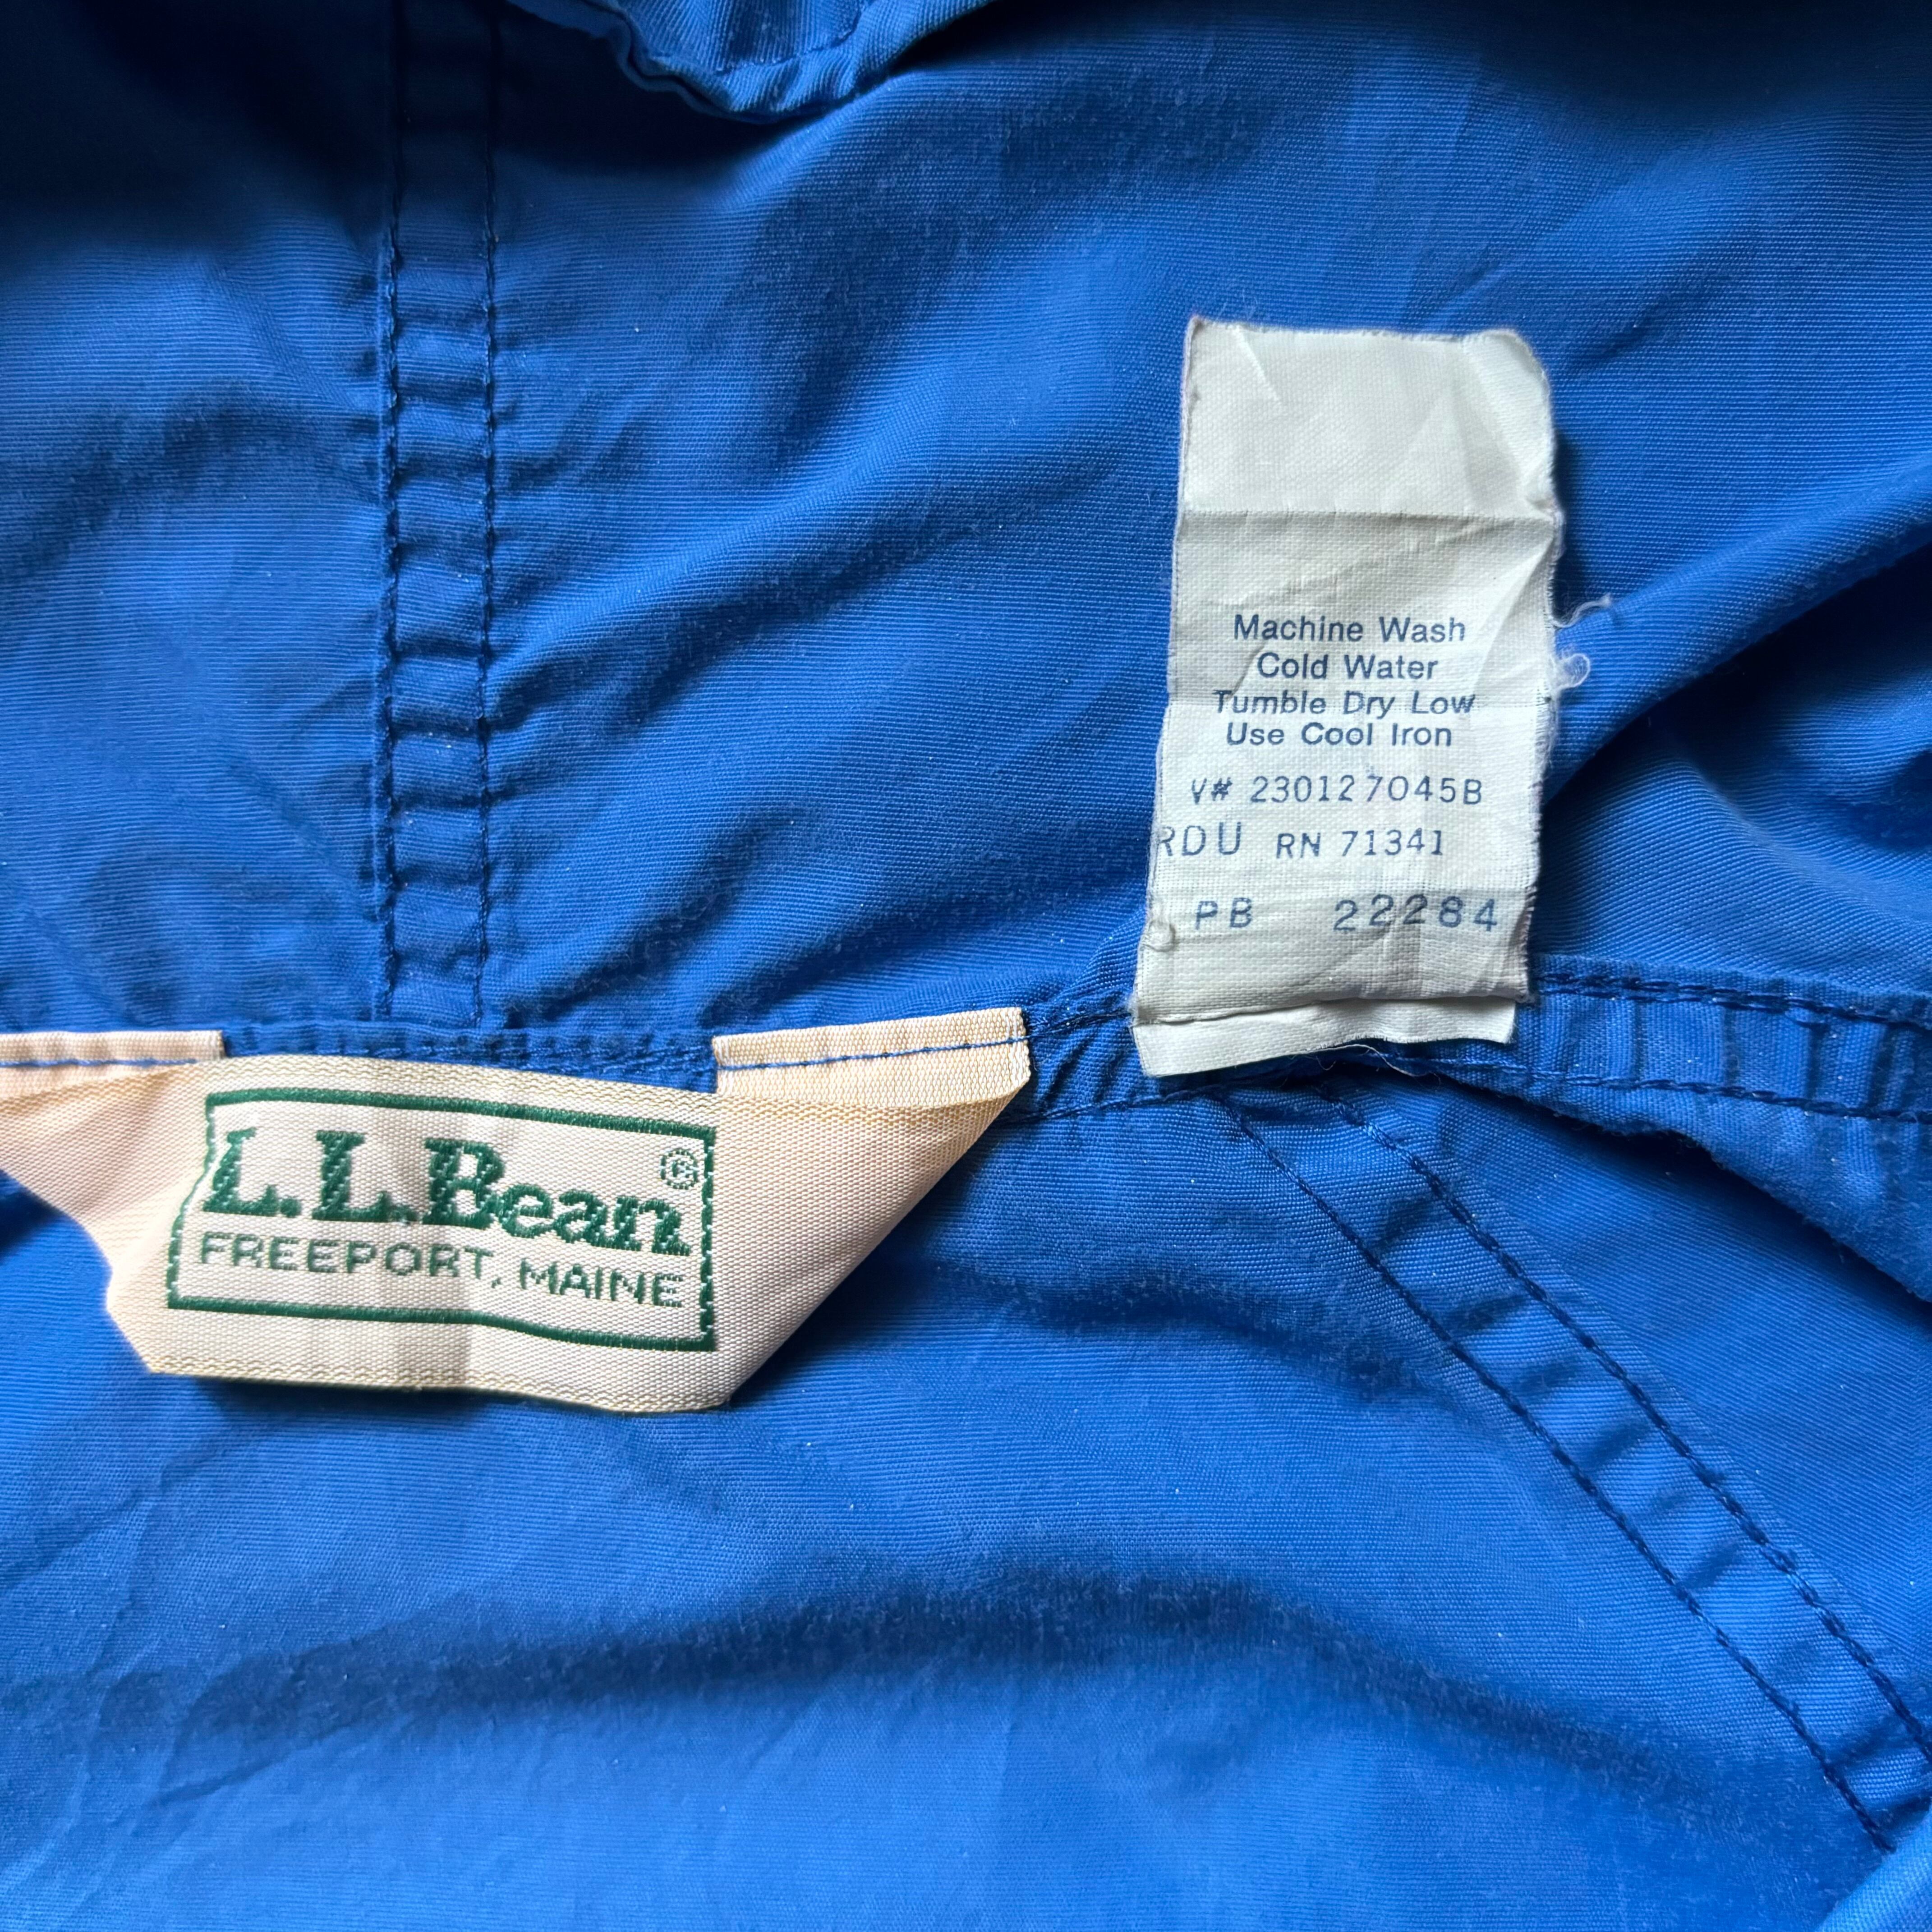 Machine Wash
Cold Water
Tumble Dry Low
Use Cool Iron
V# 230127045B
RDU RN 71341
PB 22284
L.L.Bean ®
FREEPORT, MAINE